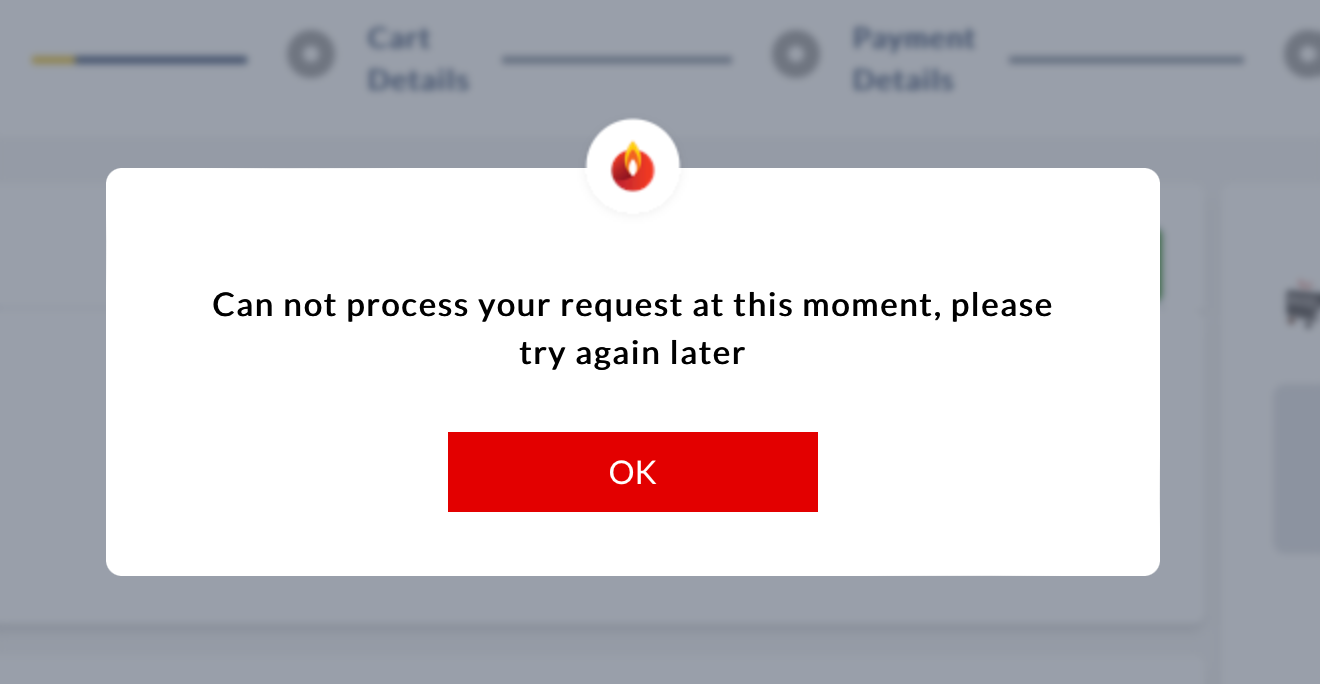 Cart
Details
Payment
Details
Can not process your request at this moment, please
try again later
OK